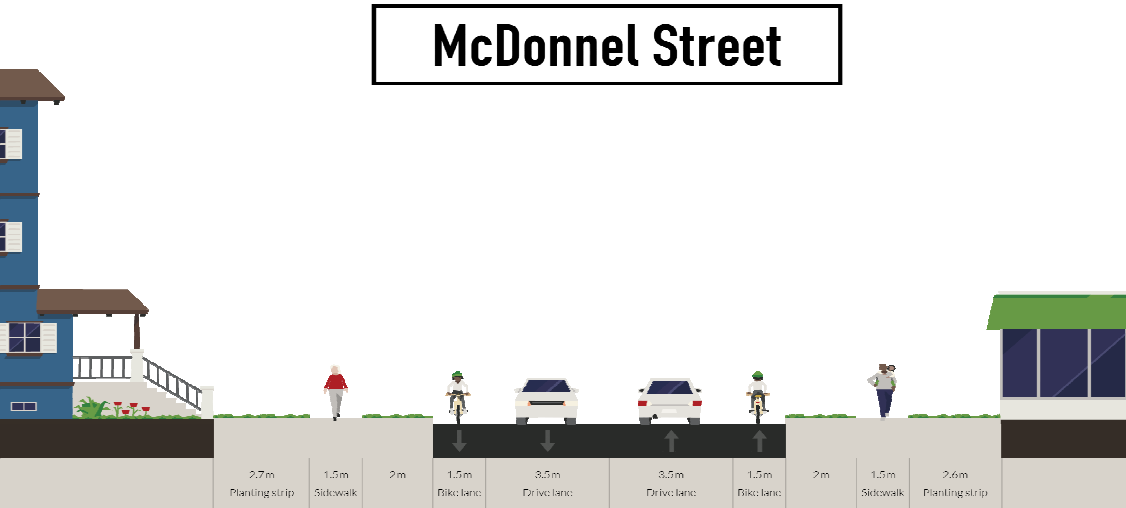 McDonnel Street
2.7m 1.5m 2m 1.5m 3.5m 3.5m 1.5m 2m 1.5m 2.6m
Planting strip Sidewalk Bike lane Drive lane Drive lane Bike lane Sidewalk Planting strip